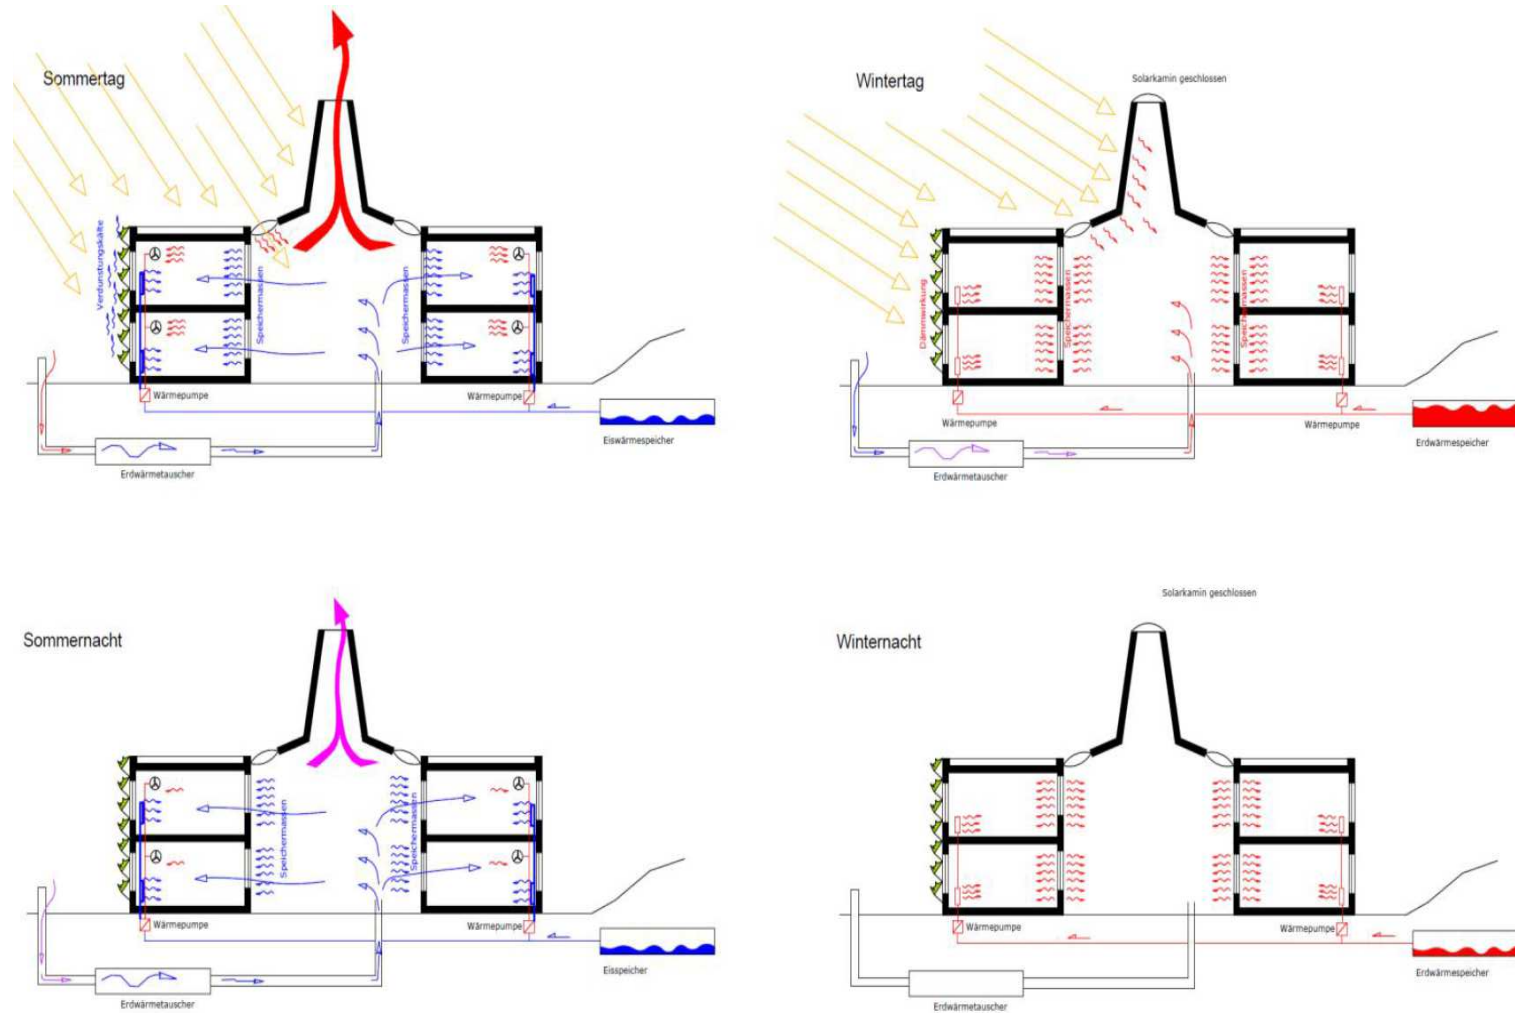 Sommertag
Verdunstungskälte
Speichermassen
Speichermassen
Wärmepumpe
Wärmepumpe
Eiswärmespeicher
Erdwärmetauscher
Wintertag
Solarkamin geschlossen
Dämmwirkung
Speichermassen
Speichermassen
Wärmepumpe
Wärmepumpe
Erdwärmespeicher
Erdwärmetauscher
Sommernacht
Speichermassen
Speichermassen
Wärmepumpe
Wärmepumpe
Eisspeicher
Erdwärmetauscher
Winternacht
Solarkamin geschlossen
Wärmepumpe
Wärmepumpe
Erdwärmespeicher
Erdwärmetauscher